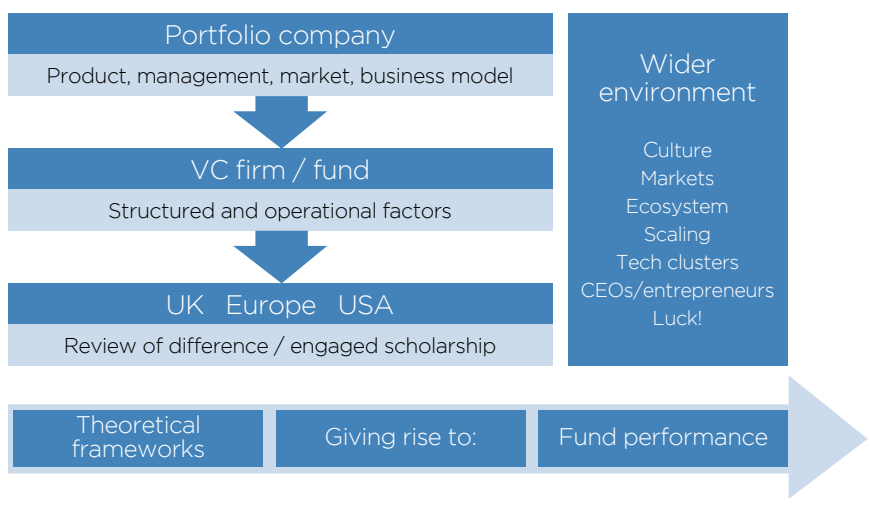 Portfolio company
Product, management, market, business model
VC firm / fund
Structured and operational factors
UK Europe USA
Review of difference / engaged scholarship
Wider
environment
Culture
Markets
Ecosystem
Scaling
Tech clusters
CEOs/entrepreneurs
Luck!
Theoretical
frameworks
Giving rise to:
Fund performance